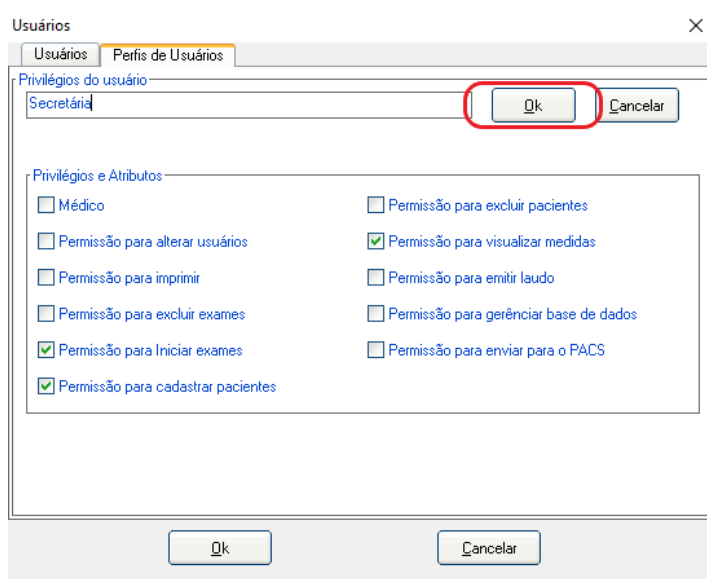 Usuários
Usuários Perfis de Usuários
Privilégios do usuário
Secretária Ok Cancelar
Privilégios e Atributos
Médico Permissão para excluir pacientes
Permissão para alterar usuários Permissão para visualizar medidas
Permissão para imprimir Permissão para emitir laudo
Permissão para excluir exames Permissão para gerênciar base de dados
Permissão para Iniciar exames Permissão para enviar para o PACS
Permissão para cadastrar pacientes
Ok Cancelar